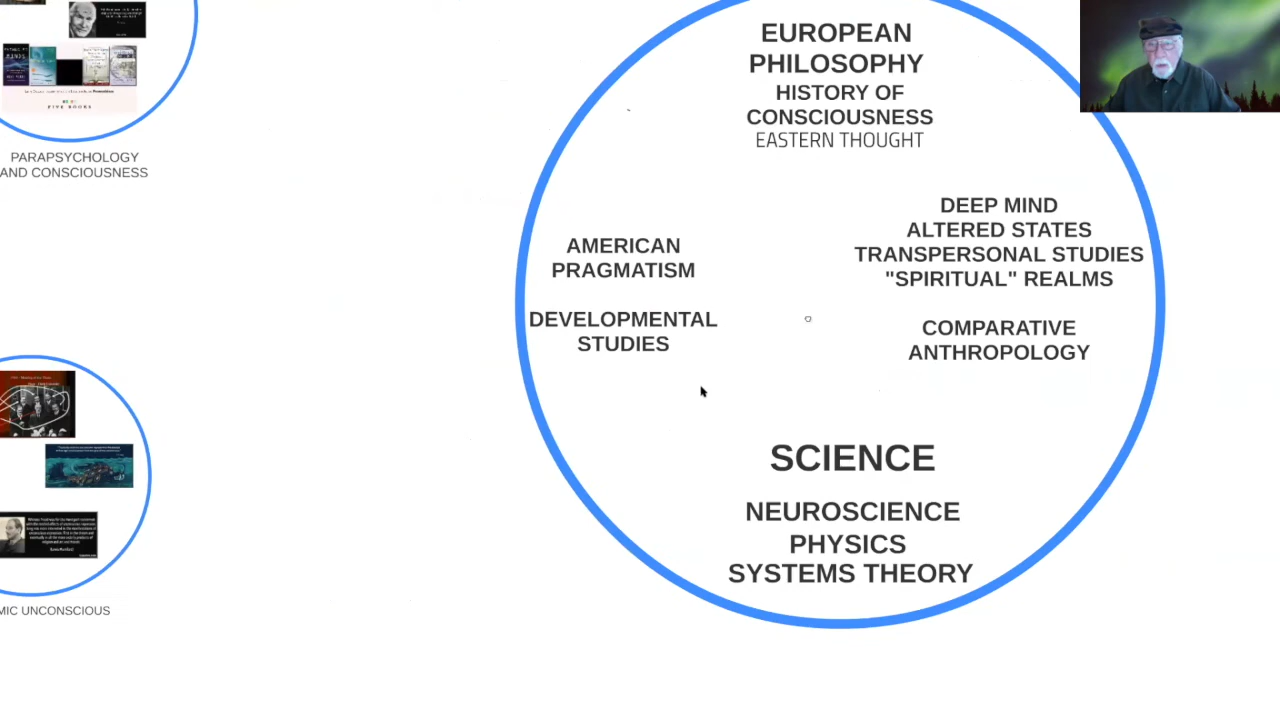 PARAPSYCHOLOGY
AND CONSCIOUSNESS
MIC UNCONSCIOUS
EUROPEAN
PHILOSOPHY
HISTORY OF
CONSCIOUSNESS
EASTERN THOUGHT
AMERICAN
PRAGMATISM
DEVELOPMENTAL
STUDIES
DEEP MIND
ALTERED STATES
TRANSPERSONAL STUDIES
"SPIRITUAL" REALMS
COMPARATIVE
ANTHROPOLOGY
SCIENCE
NEUROSCIENCE
PHYSICS
SYSTEMS THEORY